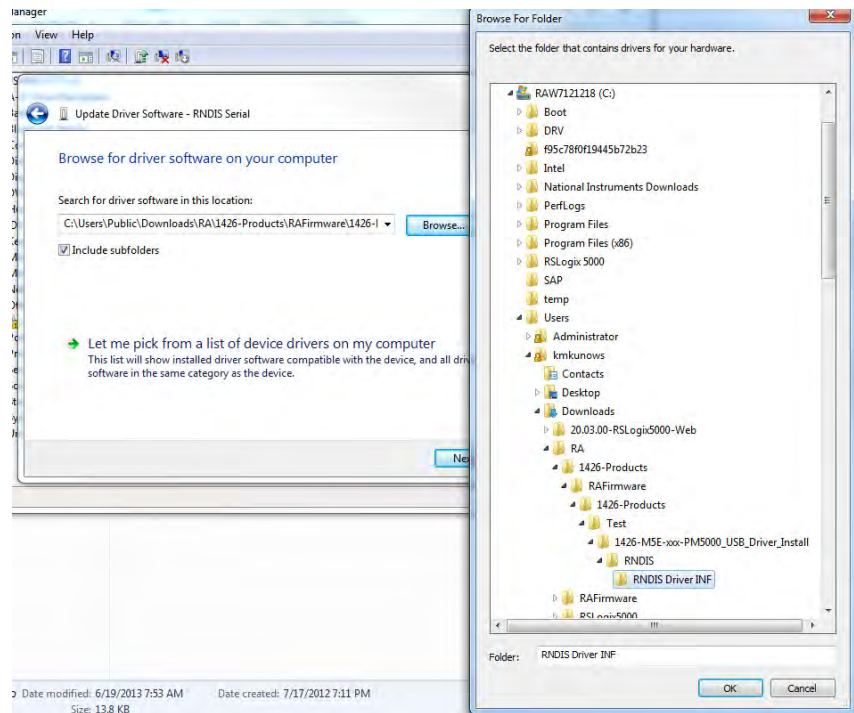 Manager
View Help
Update Driver Software - RNDIS Serial
Browse for driver software on your computer
Search for driver software in this location:
C:\Users\Public\Downloads\RA\1426-Products\RAFirmware\1426-
Browse...
Include subfolders
Let me pick from a list of device drivers on my computer
This list will show installed driver software compatible with the device, and all
software in the same category as the device.
Date modified: 6/19/2013 7:53 AM Date created: 7/17/2012 7:11 PM
Size: 13.8 KB
Browse For Folder
Select the folder that contains drivers for your hardware.
RAW7121218 (C:)
Boot
DRV
f95c78f0f19445b72b23
Intel
National Instruments Downloads
PerfLogs
Program Files
Program Files (x86)
RSLogix 5000
SAP
temp
Users
Administrator
kmkunows
Contacts
Desktop
Downloads
20.03.00-RSLogix5000-Web
RA
1426-Products
RAFirmware
1426-Products
Test
1426-M5E-xxx-PM5000_USB_Driver_Install
RNDIS
RNDIS Driver INF
RAFirmware
RSLogix5000
Folder: RNDIS Driver INF
OK Cancel